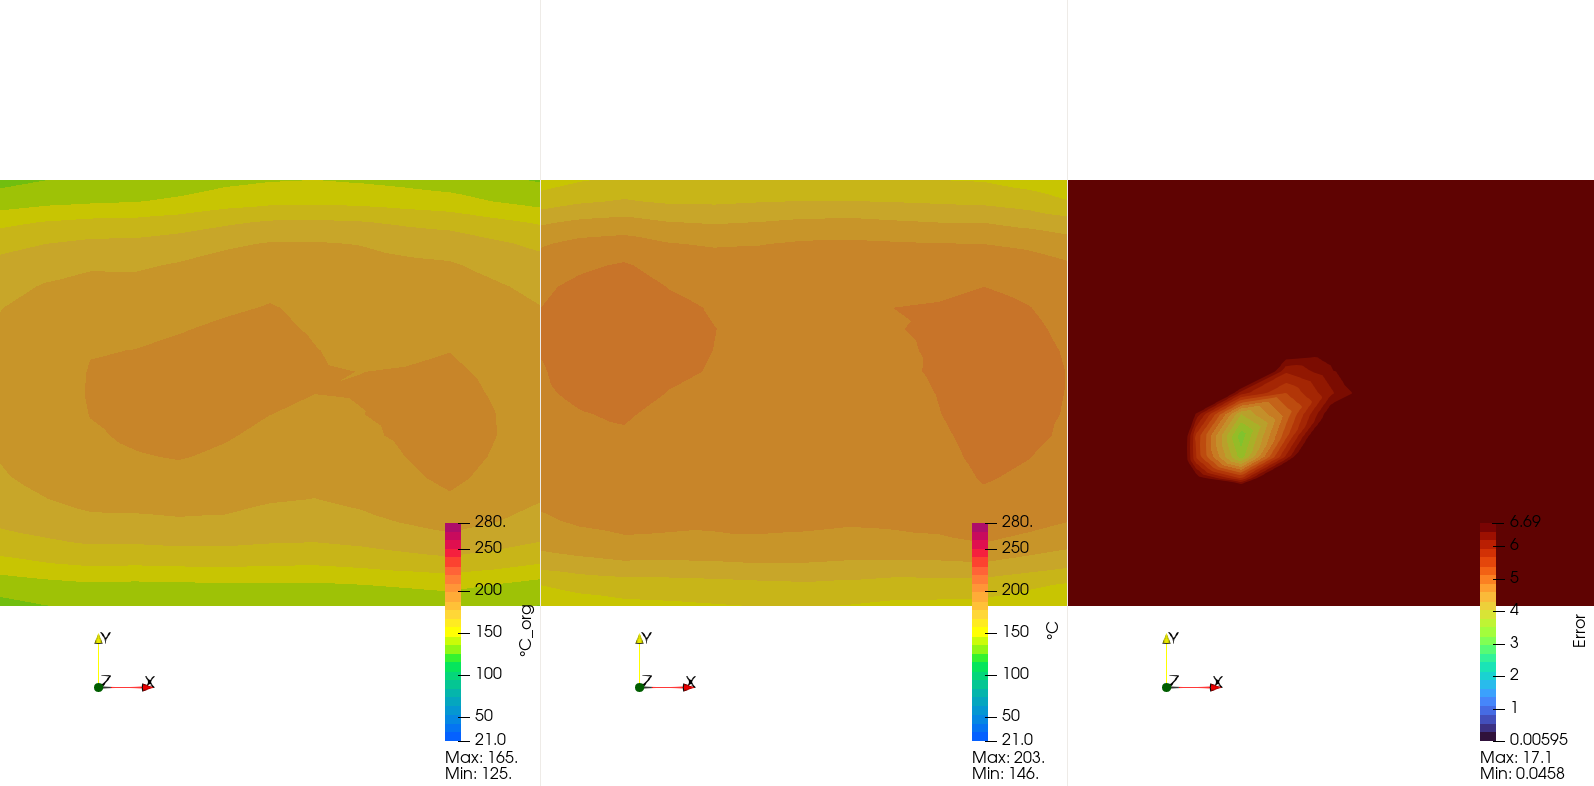 280.
250
200
150
100
50
21.0
°C_org
Max: 165.
Min: 125.
Y
Z
X
280.
250
200
150
100
50
21.0
°C
Max: 203.
Min: 146.
Y
Z
X
6.69
6
5
4
3
2
1
0.00595
Error
Max: 17.1
Min: 0.0458
Y
Z
X